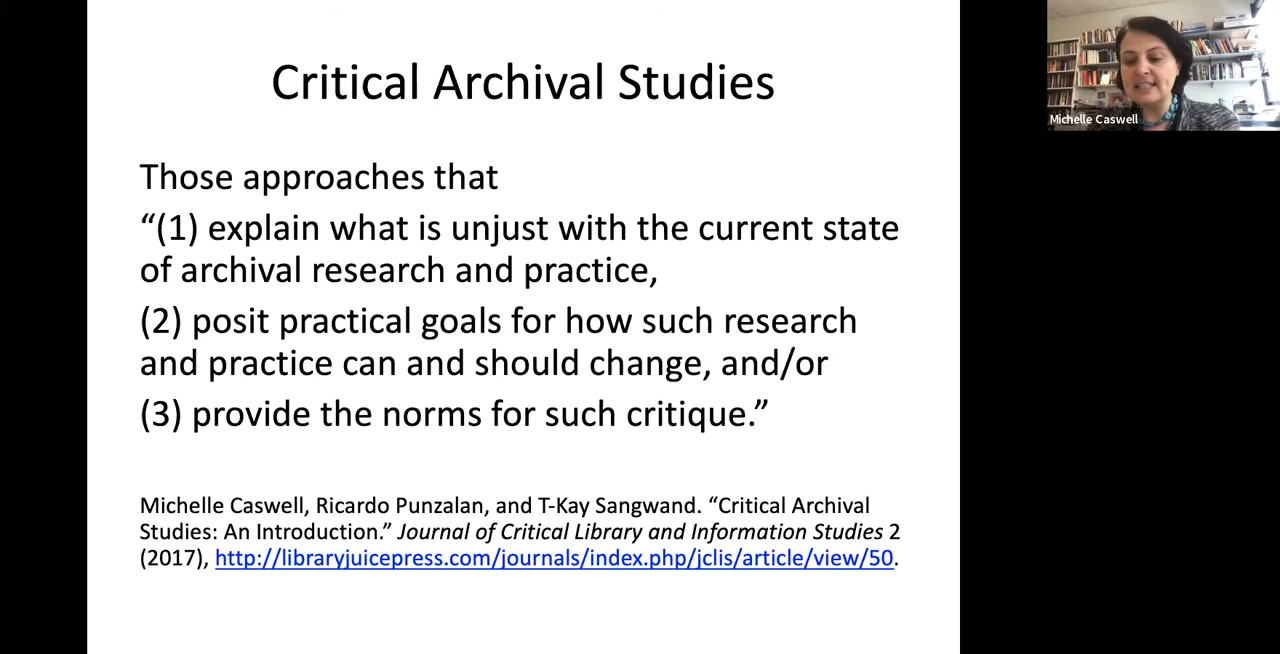 Critical Archival Studies
Those approaches that
“(1) explain what is unjust with the current state
of archival research and practice,
(2) posit practical goals for how such research
and practice can and should change, and/or
(3) provide the norms for such critique.”
Michelle Caswell, Ricardo Punzalan, and T-Kay Sangwand. “Critical Archival
Studies: An Introduction.” Journal of Critical Library and Information Studies 2
(2017), http://libraryjuicepress.com/journals/index.php/jclis/article/view/50.
Michelle Caswell